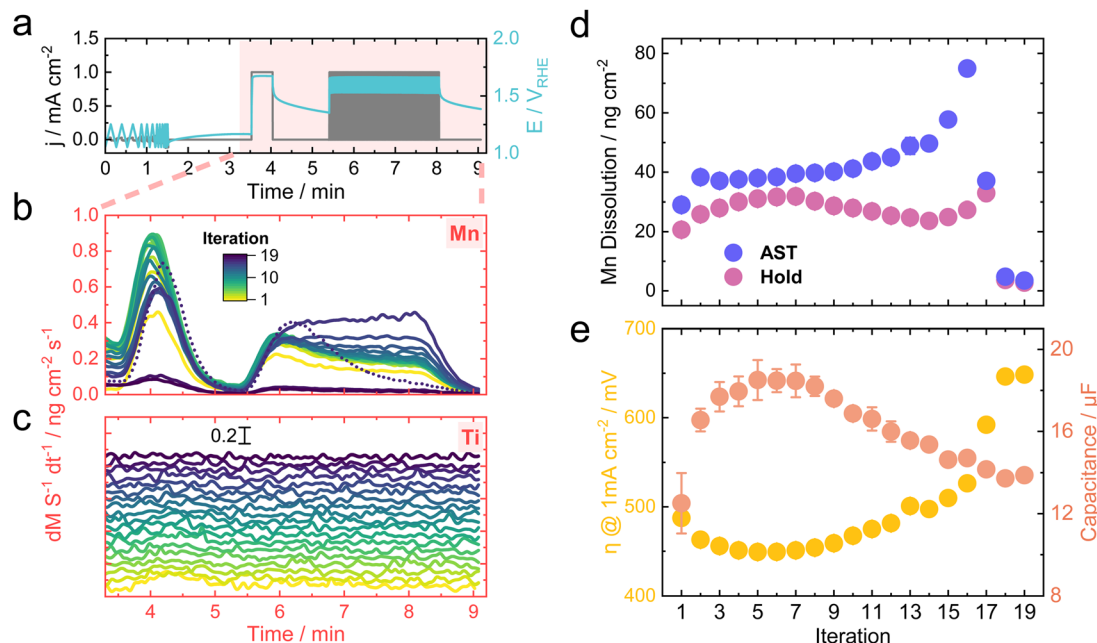 a
j / mA cm⁻²
1.5
1.0
0.5
0.0
2.0
1.5
1.0
E / V_RHE
0 1 2 3 4 5 6 7 8 9
Time / min
b
1.0
0.8
0.6
0.4
0.2
0.0
Iteration
19
10
1
Mn
c
0.2
Ti
dM S⁻¹ dt⁻¹ / ng cm⁻² s⁻¹
4 5 6 7 8 9
Time / min
d
Mn Dissolution / ng cm⁻²
80
60
40
20
0
AST
Hold
e
η @ 1mA cm⁻² / mV
700
600
500
400
20
16
12
8
Capacitance / µF
1 3 5 7 9 11 13 15 17 19
Iteration